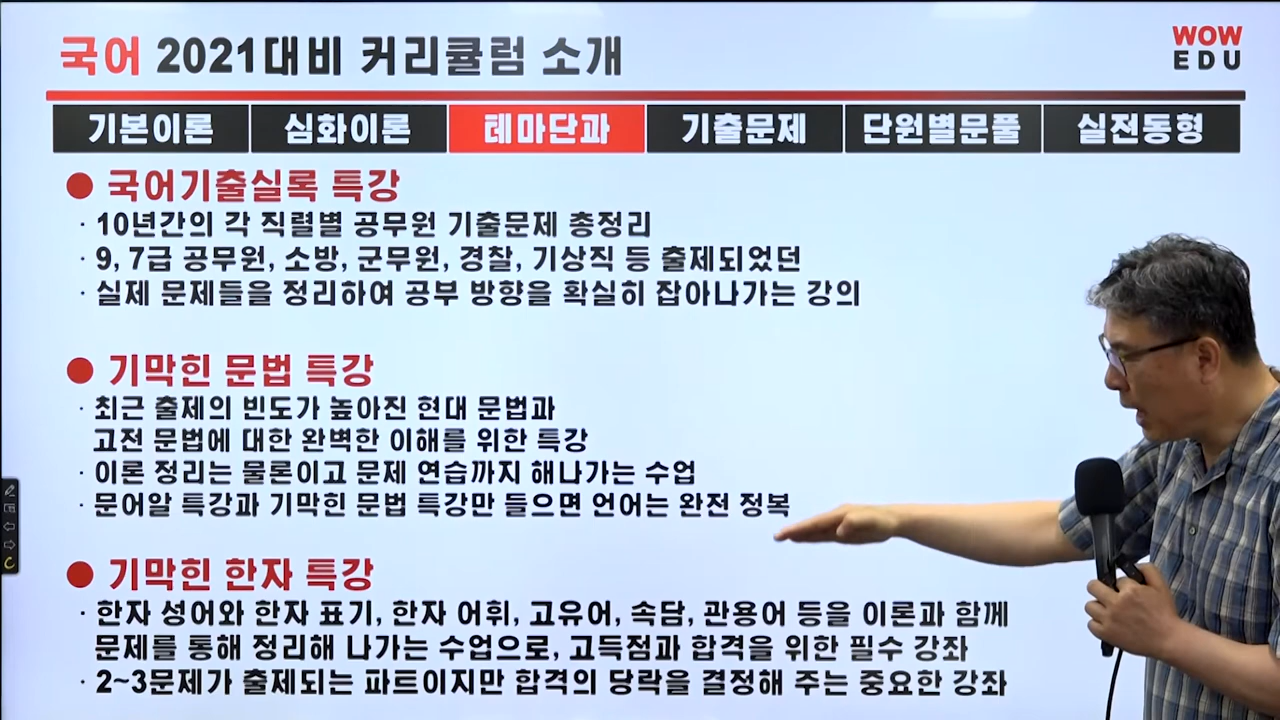 국어 2021대비 커리큘럼 소개
WOW
EDU
기본이론 심화이론 테마단과 기출문제 단원별문풀 실전동형
● 국어기출실록 특강
· 10년간의 각 직렬별 공무원 기출문제 총정리
· 9, 7급 공무원, 소방, 군무원, 경찰, 기상직 등 출제되었던
· 실제 문제들을 정리하여 공부 방향을 확실히 잡아나가는 강의
● 기막힌 문법 특강
· 최근 출제의 빈도가 높아진 현대 문법과
고전 문법에 대한 완벽한 이해를 위한 특강
· 이론 정리는 물론이고 문제 연습까지 해나가는 수업
· 문어알 특강과 기막힌 문법 특강만 들으면 언어는 완전 정복
● 기막힌 한자 특강
· 한자 성어와 한자 표기, 한자 어휘, 고유어, 속담, 관용어 등을 이론과 함께
문제를 통해 정리해 나가는 수업으로, 고득점과 합격을 위한 필수 강좌
· 2~3문제가 출제되는 파트이지만 합격의 당락을 결정해 주는 중요한 강좌